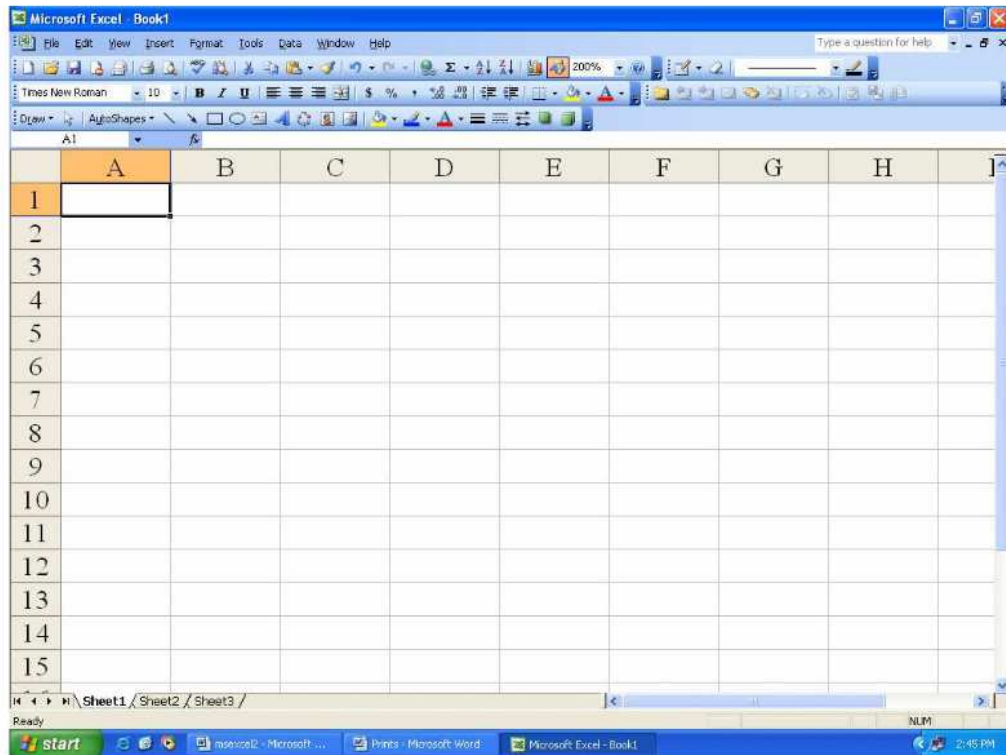 Microsoft Excel - Book1
File Edit View Insert Format Tools Data Window Help Type a question for help
200%
Times New Roman 10 B I U $ % ,
Draw AutoShapes A
A1 fx
A B C D E F G H I
1
2
3
4
5
6
7
8
9
10
11
12
13
14
15
Sheet1 / Sheet2 / Sheet3 /
Ready NUM
start msexcel2 - Microsoft ... Prints - Microsoft Word Microsoft Excel - Book1 2:45 PM